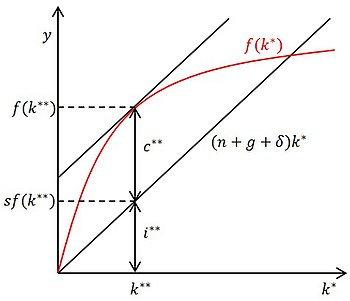 y
f(k*)
f(k**)
c**
(n + g + δ)k*
sf(k**)
i**
k**
k*